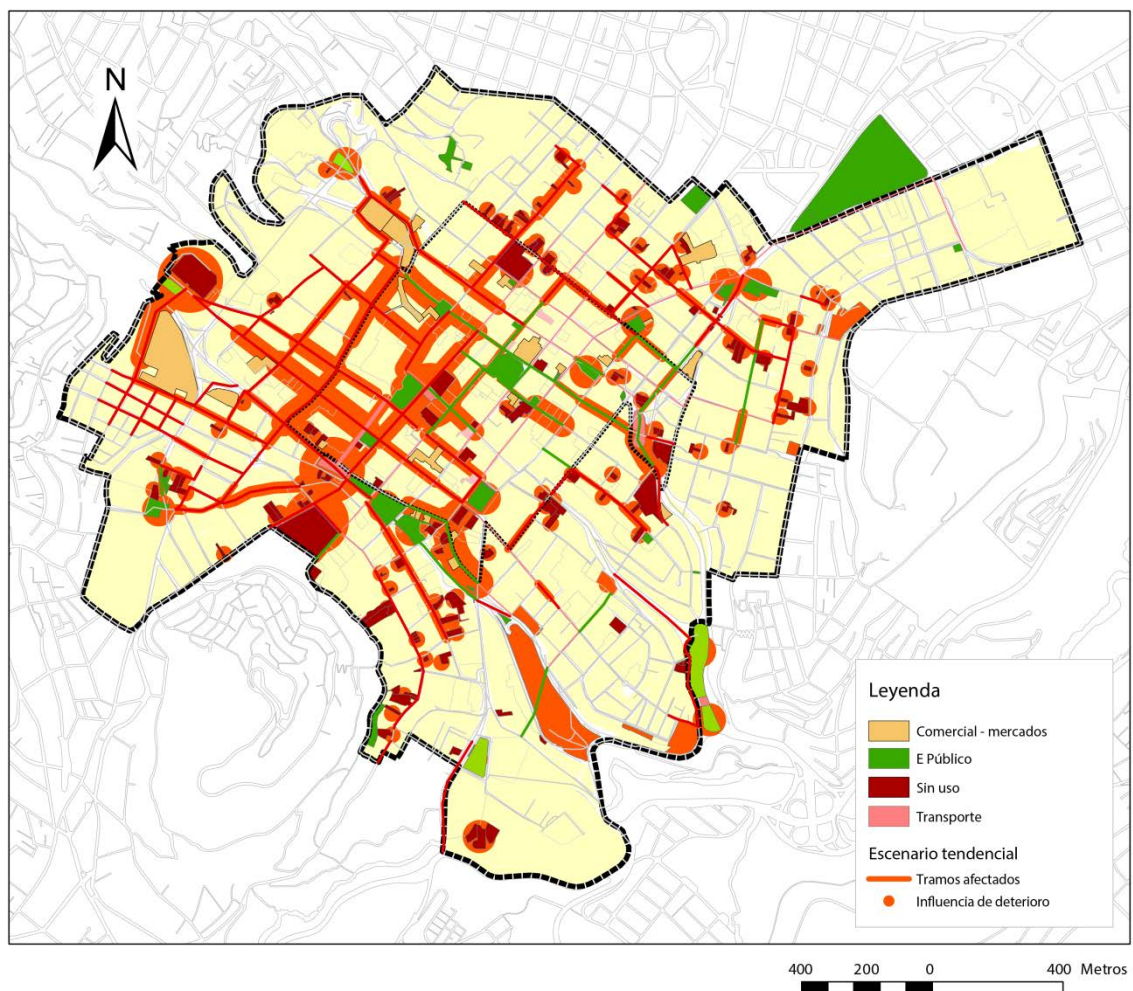 N
Leyenda
Comercial - mercados
E Público
Sin uso
Transporte
Escenario tendencial
Tramos afectados
Influencia de deterioro
400 200 0 400 Metros